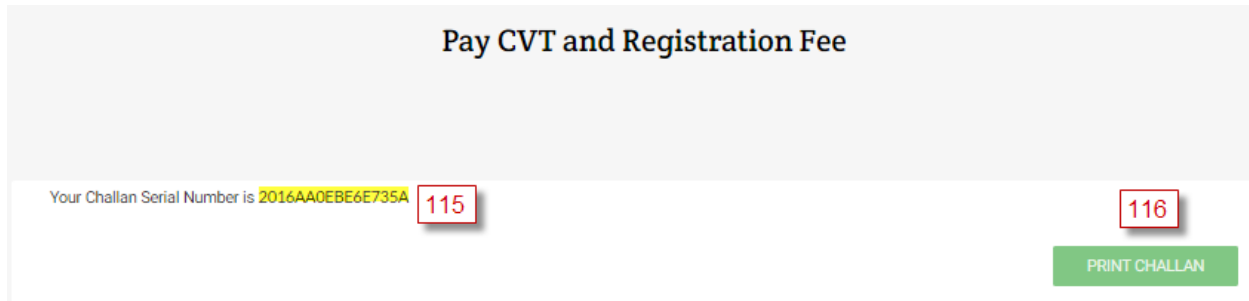 Pay CVT and Registration Fee
Your Challan Serial Number is 2016AA0EBE6E735A 115
116
PRINT CHALLAN